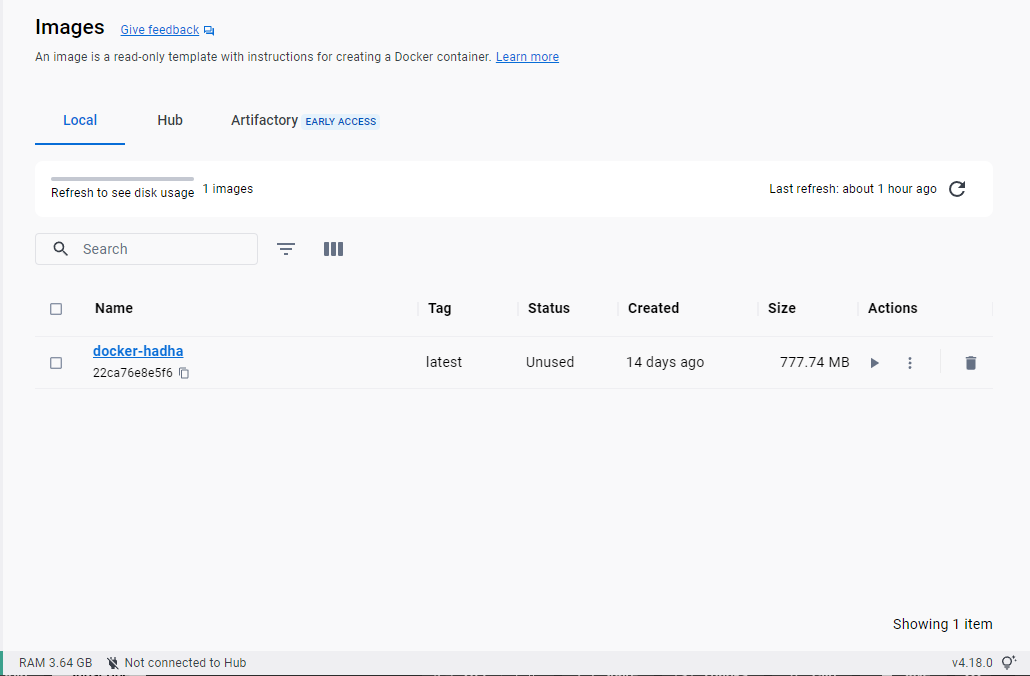 Images Give feedback
An image is a read-only template with instructions for creating a Docker container. Learn more
Local Hub Artifactory EARLY ACCESS
Refresh to see disk usage 1 images Last refresh: about 1 hour ago
Search
Name Tag Status Created Size Actions
docker-hadha
22ca76e8e5f6
latest Unused 14 days ago 777.74 MB
Showing 1 item
RAM 3.64 GB Not connected to Hub v4.18.0